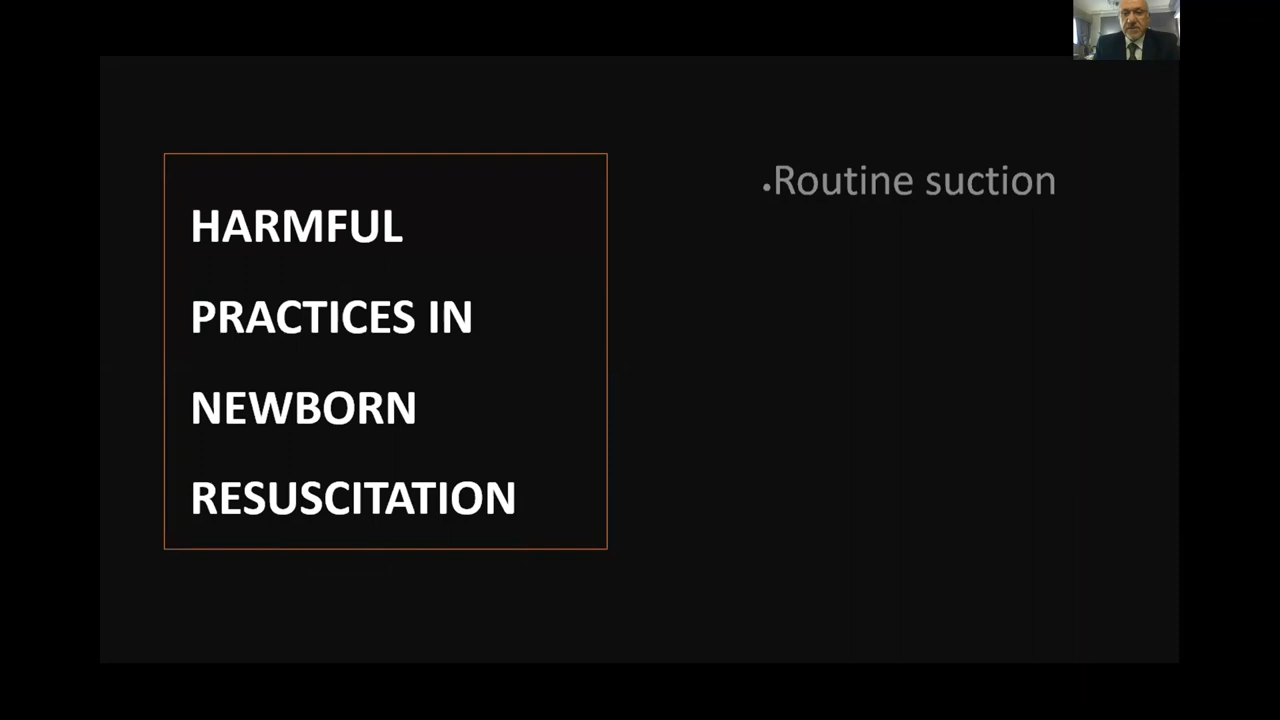 HARMFUL
PRACTICES IN
NEWBORN
RESUSCITATION
•Routine suction